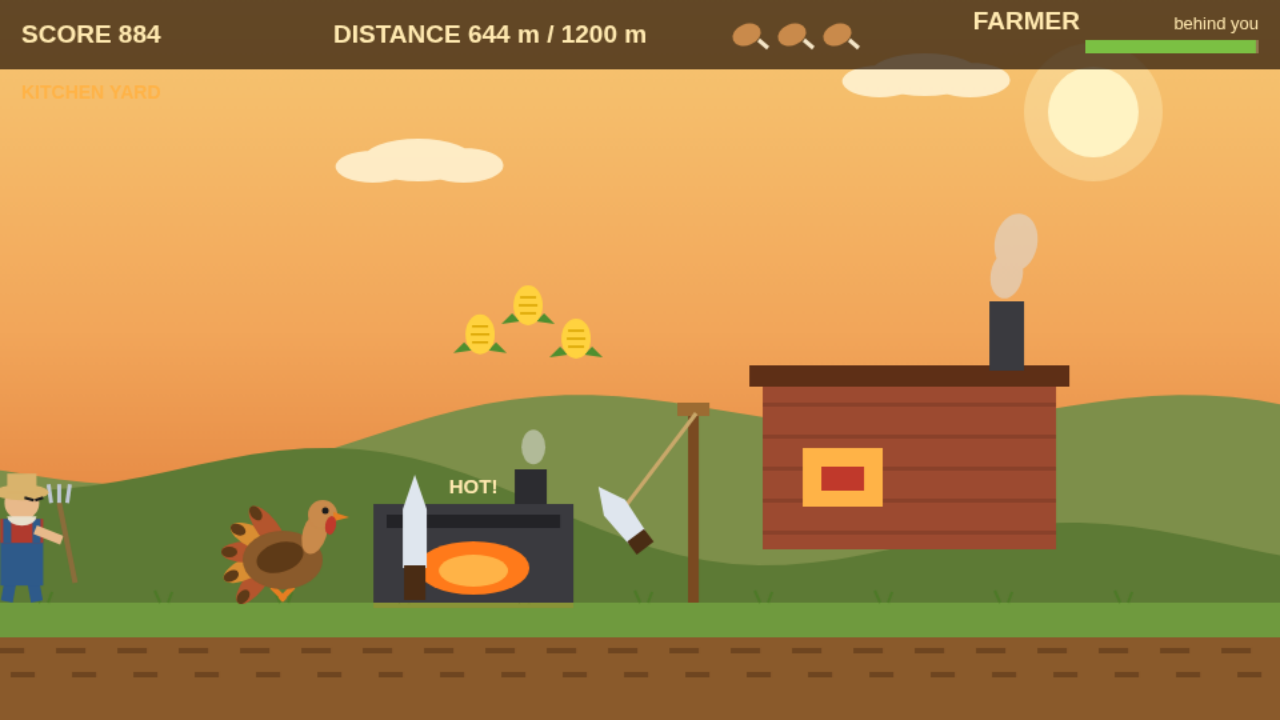 SCORE 884
DISTANCE 644 m / 1200 m
FARMER
behind you
KITCHEN YARD
HOT!